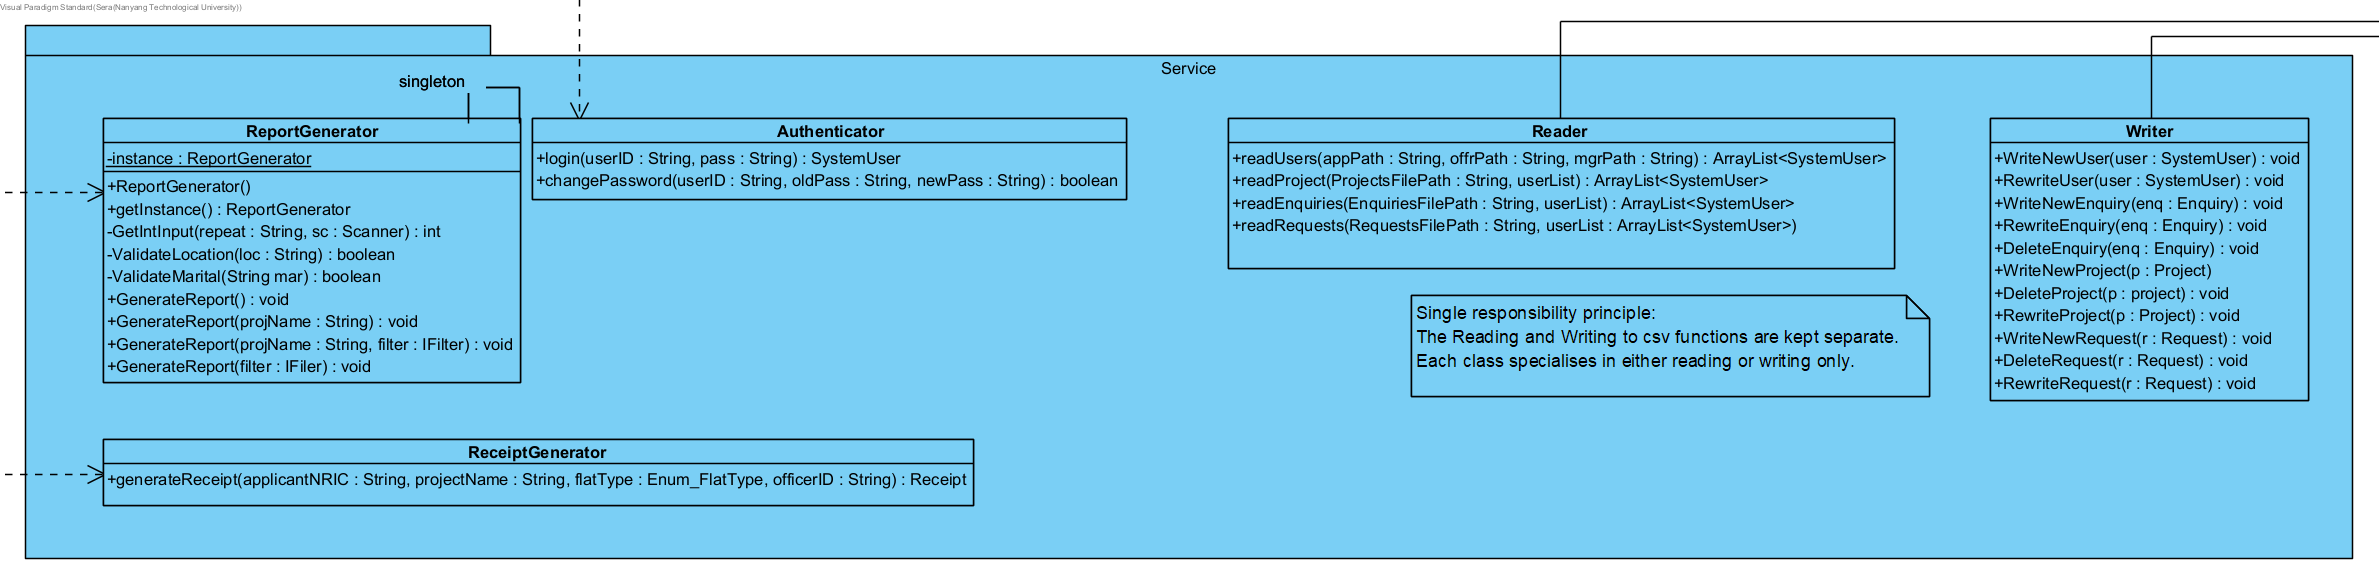 Visual Paradigm Standard(Sera(Nanyang Technological University))
Service
singleton
ReportGenerator
-instance : ReportGenerator
+ReportGenerator()
+getInstance() : ReportGenerator
-GetIntInput(repeat : String, sc : Scanner) : int
-ValidateLocation(loc : String) : boolean
-ValidateMarital(String mar) : boolean
+GenerateReport() : void
+GenerateReport(projName : String) : void
+GenerateReport(projName : String, filter : IFilter) : void
+GenerateReport(filter : IFiler) : void
Authenticator
+login(userID : String, pass : String) : SystemUser
+changePassword(userID : String, oldPass : String, newPass : String) : boolean
Reader
+readUsers(appPath : String, offrPath : String, mgrPath : String) : ArrayList<SystemUser>
+readProject(ProjectsFilePath : String, userList) : ArrayList<SystemUser>
+readEnquiries(EnquiriesFilePath : String, userList) : ArrayList<SystemUser>
+readRequests(RequestsFilePath : String, userList : ArrayList<SystemUser>)
Single responsibility principle:
The Reading and Writing to csv functions are kept separate.
Each class specialises in either reading or writing only.
Writer
+WriteNewUser(user : SystemUser) : void
+RewriteUser(user : SystemUser) : void
+WriteNewEnquiry(enq : Enquiry) : void
+RewriteEnquiry(enq : Enquiry) : void
+DeleteEnquiry(enq : Enquiry) : void
+WriteNewProject(p : Project)
+DeleteProject(p : project) : void
+RewriteProject(p : Project) : void
+WriteNewRequest(r : Request) : void
+DeleteRequest(r : Request) : void
+RewriteRequest(r : Request) : void
ReceiptGenerator
+generateReceipt(applicantNRIC : String, projectName : String, flatType : Enum_FlatType, officerID : String) : Receipt